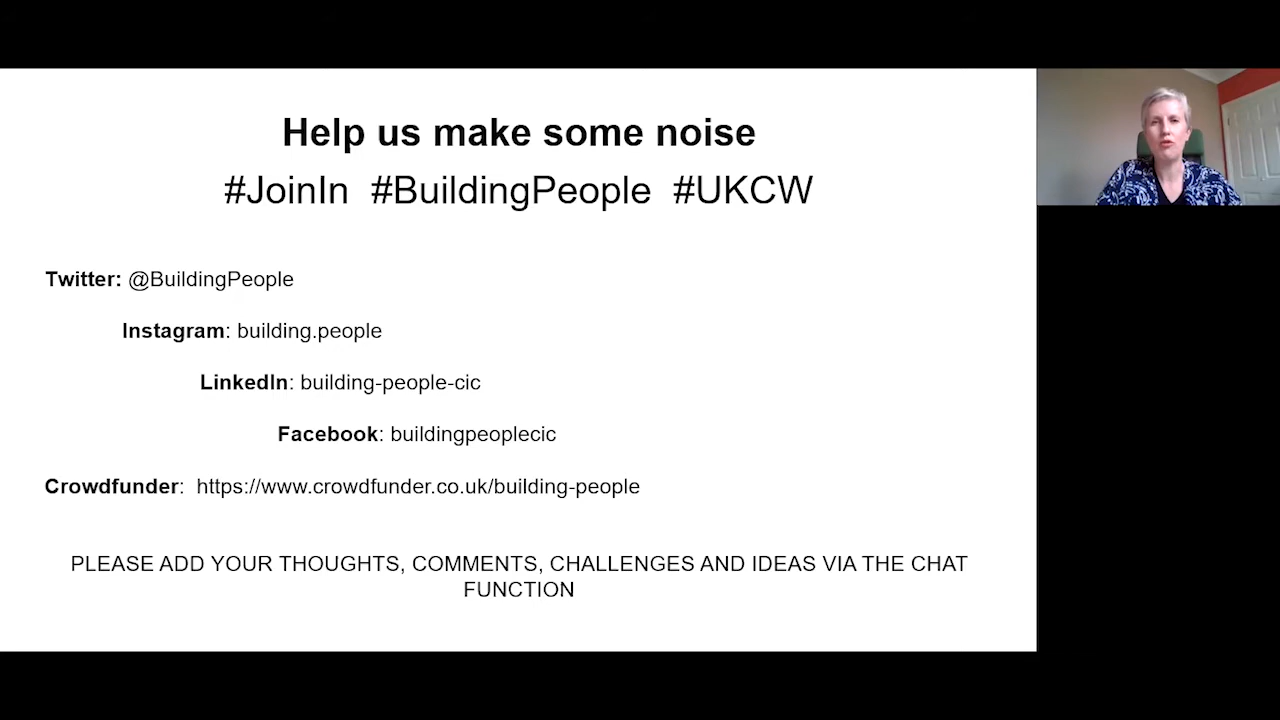 Help us make some noise
#JoinIn #BuildingPeople #UKCW
Twitter: @BuildingPeople
Instagram: building.people
LinkedIn: building-people-cic
Facebook: buildingpeoplecic
Crowdfunder: https://www.crowdfunder.co.uk/building-people
PLEASE ADD YOUR THOUGHTS, COMMENTS, CHALLENGES AND IDEAS VIA THE CHAT
FUNCTION